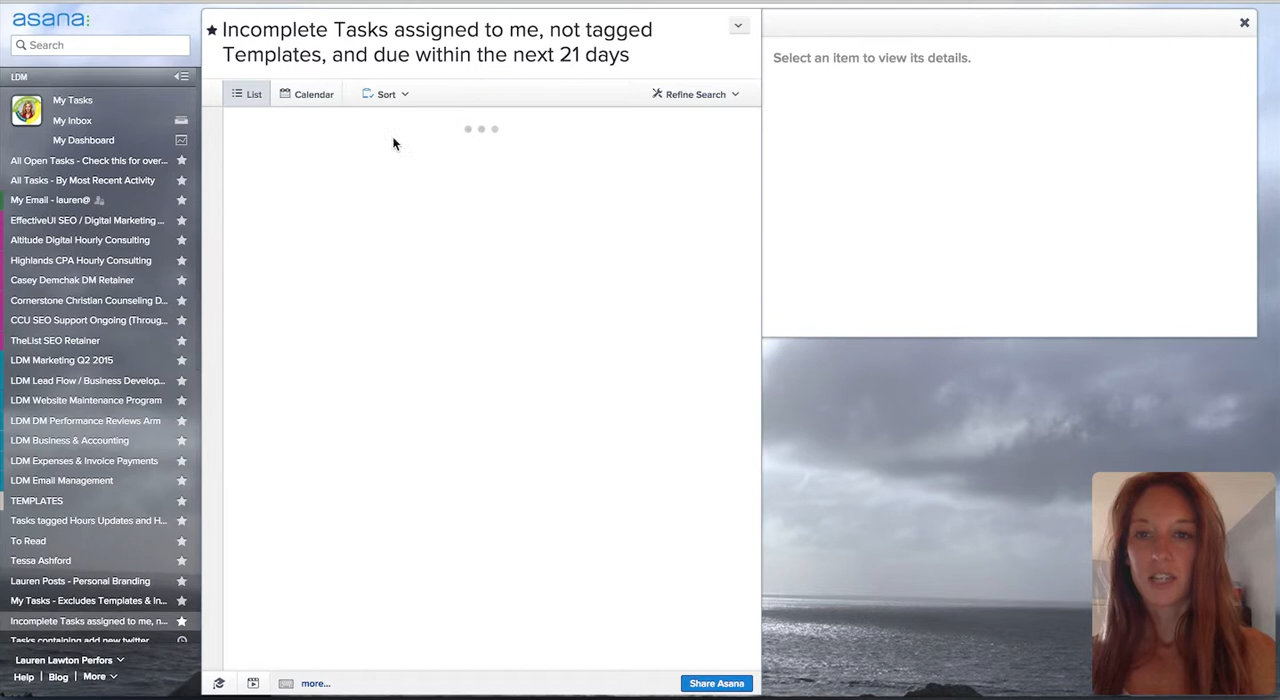 asana:
Search
LDM
My Tasks
My Inbox
My Dashboard
All Open Tasks - Check this for over...
All Tasks - By Most Recent Activity
My Email - lauren@
EffectiveUI SEO / Digital Marketing ...
Altitude Digital Hourly Consulting
Highlands CPA Hourly Consulting
Casey Demchak DM Retainer
Cornerstone Christian Counseling D...
CCU SEO Support Ongoing (Throug...
TheList SEO Retainer
LDM Marketing Q2 2015
LDM Lead Flow / Business Develop...
LDM Website Maintenance Program
LDM DM Performance Reviews Arm
LDM Business & Accounting
LDM Expenses & Invoice Payments
LDM Email Management
TEMPLATES
Tasks tagged Hours Updates and H...
To Read
Tessa Ashford
Lauren Posts - Personal Branding
My Tasks - Excludes Templates & In...
Incomplete Tasks assigned to me, n...
Tasks containing add new twitter
Lauren Lawton Perfors
Help | Blog | More
Incomplete Tasks assigned to me, not tagged
Templates, and due within the next 21 days
List Calendar Sort Refine Search
more...
Share Asana
Select an item to view its details.